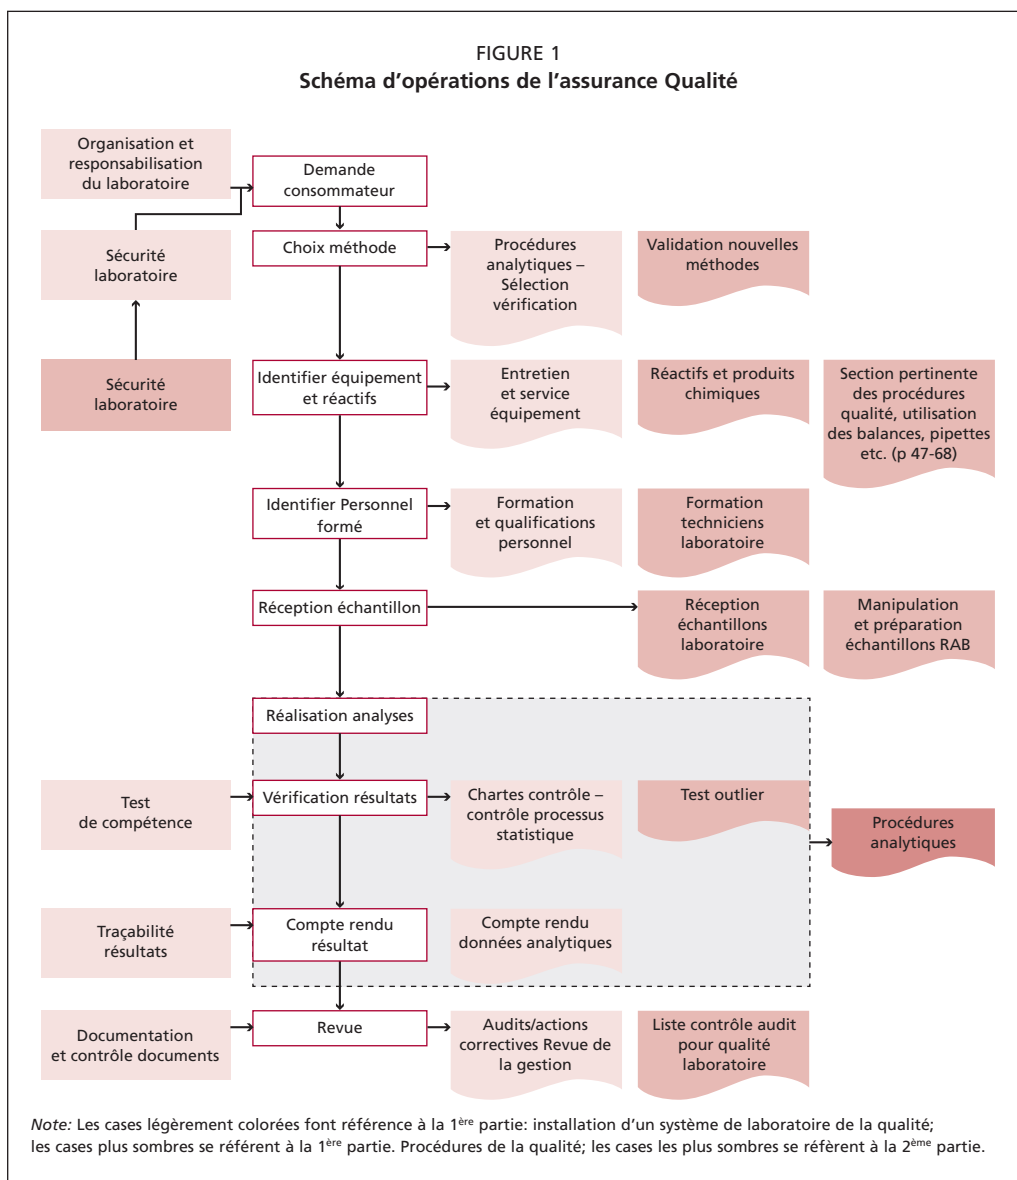 FIGURE 1
Schéma d’opérations de l’assurance Qualité
Organisation et
responsabilisation
du laboratoire
Demande
consommateur
Sécurité
laboratoire
Choix méthode
Procédures
analytiques –
Sélection
vérification
Validation nouvelles
méthodes
Sécurité
laboratoire
Identifier équipement
et réactifs
Entretien
et service
équipement
Réactifs et produits
chimiques
Section pertinente
des procédures
qualité, utilisation
des balances, pipettes
etc. (p 47-68)
Identifier Personnel
formé
Formation
et qualifications
personnel
Formation
techniciens
laboratoire
Réception échantillon
Réception
échantillons
laboratoire
Manipulation
et préparation
échantillons RAB
Réalisation analyses
Test
de compétence
Vérification résultats
Chartes contrôle –
contrôle processus
statistique
Test outlier
Procédures
analytiques
Traçabilité
résultats
Compte rendu
résultat
Compte rendu
données analytiques
Documentation
et contrôle documents
Revue
Audits/actions
correctives Revue de
la gestion
Liste contrôle audit
pour qualité
laboratoire
Note: Les cases légèrement colorées font référence à la 1ère partie: installation d’un système de laboratoire de la qualité;
les cases plus sombres se référent à la 1ère partie. Procédures de la qualité; les cases les plus sombres se réfèrent à la 2ème partie.